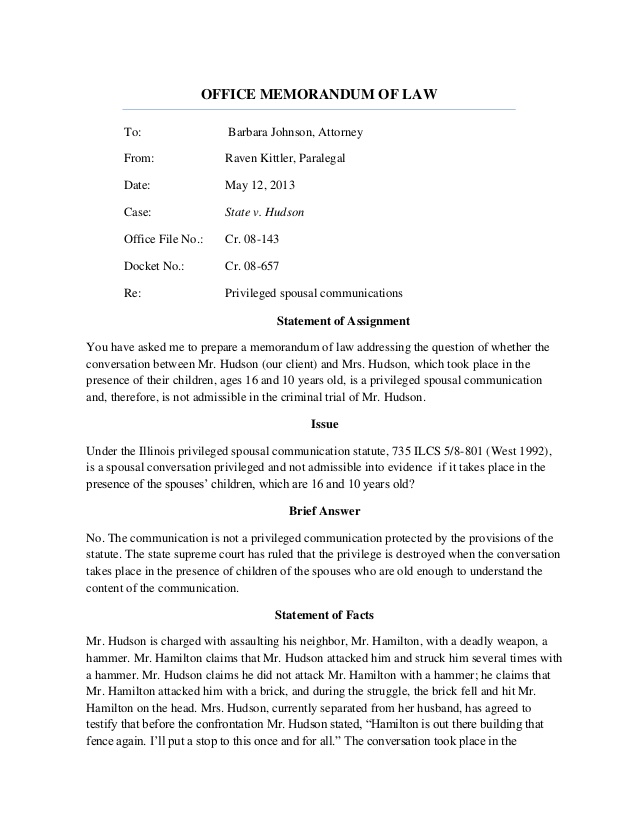 OFFICE MEMORANDUM OF LAW
To: Barbara Johnson, Attorney
From: Raven Kittler, Paralegal
Date: May 12, 2013
Case: State v. Hudson
Office File No.: Cr. 08-143
Docket No.: Cr. 08-657
Re: Privileged spousal communications
Statement of Assignment
You have asked me to prepare a memorandum of law addressing the question of whether the
conversation between Mr. Hudson (our client) and Mrs. Hudson, which took place in the
presence of their children, ages 16 and 10 years old, is a privileged spousal communication
and, therefore, is not admissible in the criminal trial of Mr. Hudson.
Issue
Under the Illinois privileged spousal communication statute, 735 ILCS 5/8-801 (West 1992),
is a spousal conversation privileged and not admissible into evidence if it takes place in the
presence of the spouses’ children, which are 16 and 10 years old?
Brief Answer
No. The communication is not a privileged communication protected by the provisions of the
statute. The state supreme court has ruled that the privilege is destroyed when the conversation
takes place in the presence of children of the spouses who are old enough to understand the
content of the communication.
Statement of Facts
Mr. Hudson is charged with assaulting his neighbor, Mr. Hamilton, with a deadly weapon, a
hammer. Mr. Hamilton claims that Mr. Hudson attacked him and struck him several times with
a hammer. Mr. Hudson claims he did not attack Mr. Hamilton with a hammer; he claims that
Mr. Hamilton attacked him with a brick, and during the struggle, the brick fell and hit Mr.
Hamilton on the head. Mrs. Hudson, currently separated from her husband, has agreed to
testify that before the confrontation Mr. Hudson stated, “Hamilton is out there building that
fence again. I’ll put a stop to this once and for all.” The conversation took place in the